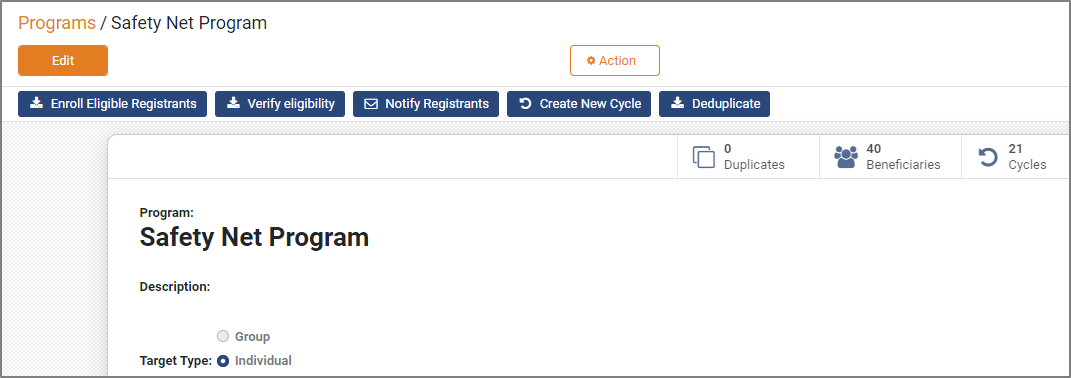 Programs / Safety Net Program
Edit
Action
Enroll Eligible Registrants
Verify eligibility
Notify Registrants
Create New Cycle
Deduplicate
0
Duplicates
40
Beneficiaries
21
Cycles
Program:
Safety Net Program
Description:
Group
Target Type: Individual